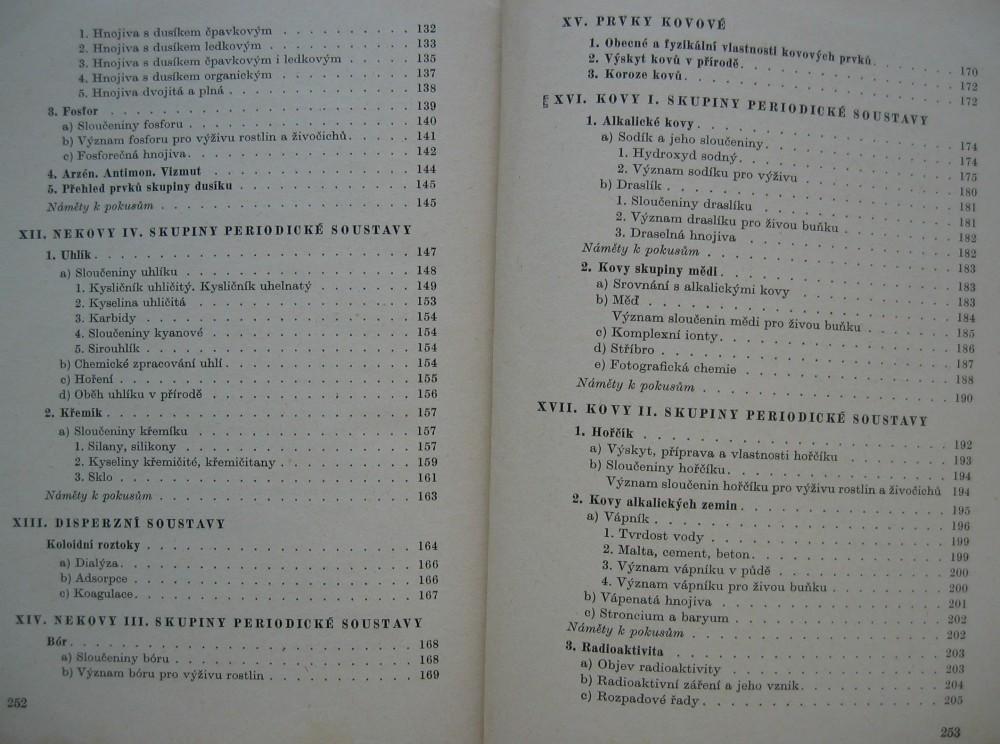 1. Hnojiva s dusíkem čpavkovým . . . . . . . . . . 132
2. Hnojiva s dusíkem ledkovým . . . . . . . . . . 133
3. Hnojiva s dusíkem čpavkovým i ledkovým . . . . . . 135
4. Hnojiva s dusíkem organickým . . . . . . . . . . 137
5. Hnojiva dvojitá a plná . . . . . . . . . . . . . 138
3. Fosfor . . . . . . . . . . . . . . . . . . . . 139
a) Sloučeniny fosforu . . . . . . . . . . . . . . . 140
b) Význam fosforu pro výživu rostlin a živočichů . . . . 141
c) Fosforečná hnojiva . . . . . . . . . . . . . . . 142
4. Arzén. Antimon. Vizmut . . . . . . . . . . . . . 144
5. Přehled prvků skupiny dusíku . . . . . . . . . . . 145
Náměty k pokusům . . . . . . . . . . . . . . . . 145
XII. NEKOVY IV. SKUPINY PERIODICKÉ SOUSTAVY
1. Uhlík . . . . . . . . . . . . . . . . . . . . 147
a) Sloučeniny uhlíku . . . . . . . . . . . . . . . 148
1. Kysličník uhličitý. Kysličník uhelnatý . . . . . . . 149
2. Kyselina uhličitá . . . . . . . . . . . . . . . 153
3. Karbidy . . . . . . . . . . . . . . . . . . . 154
4. Sloučeniny kyanové . . . . . . . . . . . . . . 154
5. Sirouhlík . . . . . . . . . . . . . . . . . . 154
b) Chemické zpracování uhlí . . . . . . . . . . . . 154
c) Hoření . . . . . . . . . . . . . . . . . . . . 155
d) Oběh uhlíku v přírodě . . . . . . . . . . . . . 156
2. Křemík . . . . . . . . . . . . . . . . . . . . 157
a) Sloučeniny křemíku . . . . . . . . . . . . . . 157
1. Silany, silikony . . . . . . . . . . . . . . . . 157
2. Kyseliny křemičité, křemičitany . . . . . . . . . 159
3. Sklo . . . . . . . . . . . . . . . . . . . . 161
Náměty k pokusům . . . . . . . . . . . . . . . . 163
XIII. DISPERZNÍ SOUSTAVY
Koloidní roztoky . . . . . . . . . . . . . . . . . 164
a) Dialýza . . . . . . . . . . . . . . . . . . . 166
b) Adsorpce . . . . . . . . . . . . . . . . . . . 166
c) Koagulace . . . . . . . . . . . . . . . . . . 167
XIV. NEKOVY III. SKUPINY PERIODICKÉ SOUSTAVY
Bór . . . . . . . . . . . . . . . . . . . . . . 168
a) Sloučeniny bóru . . . . . . . . . . . . . . . . 168
b) Význam bóru pro výživu rostlin . . . . . . . . . . 169
252
XV. PRVKY KOVOVÉ
1. Obecné a fyzikální vlastnosti kovových prvků . . . . . 170
2. Výskyt kovů v přírodě . . . . . . . . . . . . . 172
3. Koroze kovů . . . . . . . . . . . . . . . . . 172
XVI. KOVY I. SKUPINY PERIODICKÉ SOUSTAVY
1. Alkalické kovy . . . . . . . . . . . . . . . . 174
a) Sodík a jeho sloučeniny . . . . . . . . . . . . . 174
1. Hydroxyd sodný . . . . . . . . . . . . . . . 175
2. Význam sodíku pro výživu . . . . . . . . . . . 180
b) Draslík . . . . . . . . . . . . . . . . . . . 181
1. Sloučeniny draslíku . . . . . . . . . . . . . . 181
2. Význam draslíku pro živou buňku . . . . . . . . 182
3. Draselná hnojiva . . . . . . . . . . . . . . . 182
Náměty k pokusům . . . . . . . . . . . . . . . . 183
2. Kovy skupiny mědi . . . . . . . . . . . . . . . 183
a) Srovnání s alkalickými kovy . . . . . . . . . . . 183
b) Měď . . . . . . . . . . . . . . . . . . . . 184
Význam sloučenin mědi pro živou buňku . . . . . . 185
c) Komplexní ionty . . . . . . . . . . . . . . . . 186
d) Stříbro . . . . . . . . . . . . . . . . . . . 187
e) Fotografická chemie . . . . . . . . . . . . . . 188
Náměty k pokusům . . . . . . . . . . . . . . . . 190
XVII. KOVY II. SKUPINY PERIODICKÉ SOUSTAVY
1. Hořčík . . . . . . . . . . . . . . . . . . . . 192
a) Výskyt, příprava a vlastnosti hořčíku . . . . . . . 193
b) Sloučeniny hořčíku . . . . . . . . . . . . . . 194
Význam sloučenin hořčíku pro výživu rostlin a živočichů 194
2. Kovy alkalických zemin . . . . . . . . . . . . . 195
a) Vápník . . . . . . . . . . . . . . . . . . . 196
1. Tvrdost vody . . . . . . . . . . . . . . . . 199
2. Malta, cement, beton . . . . . . . . . . . . . 199
3. Význam vápníku v půdě . . . . . . . . . . . . 200
4. Význam vápníku pro živou buňku . . . . . . . . 200
b) Vápenatá hnojiva . . . . . . . . . . . . . . . 201
c) Stroncium a baryum . . . . . . . . . . . . . . 202
Náměty k pokusům . . . . . . . . . . . . . . . . 202
3. Radioaktivita . . . . . . . . . . . . . . . . . 203
a) Objev radioaktivity . . . . . . . . . . . . . . 203
b) Radioaktivní záření a jeho vznik . . . . . . . . . 204
c) Rozpadové řady . . . . . . . . . . . . . . . . 205
253